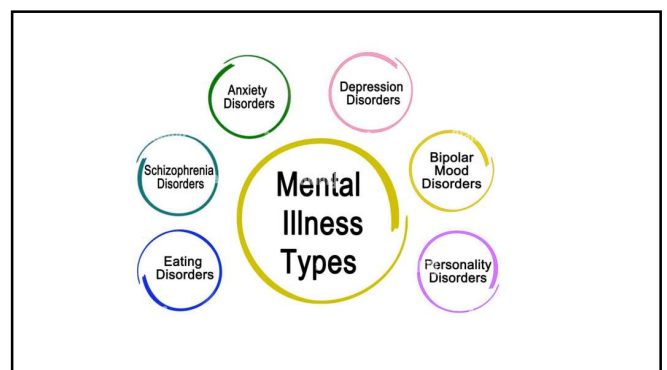 Anxiety
Disorders
Depression
Disorders
Schizophrenia
Disorders
Mental
Illness
Types
Bipolar
Mood
Disorders
Eating
Disorders
Personality
Disorders